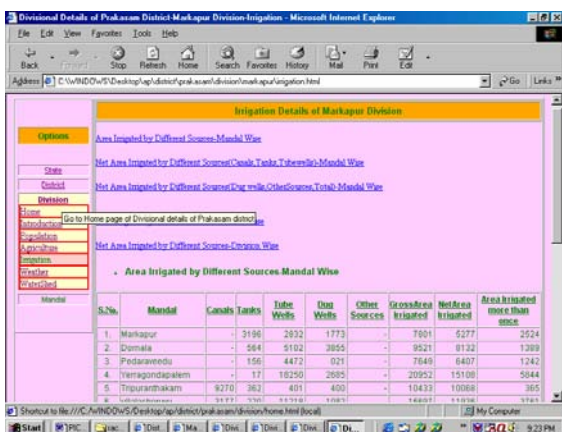 Divisional Details of Prakasam District-Markapur Division-Irrigation - Microsoft Internet Explorer
File Edit View Favorites Tools Help
Back Forward Stop Refresh Home Search Favorites History Mail Print Edit
Address C:\WINDOWS\Desktop\ap\district\prakasam\division\markapur\irrigation.html Go Links
Irrigation Details of Markapur Division
Options
State
District
Division
Home
Introduction
Population
Agriculture
Irrigation
Weather
WaterShed
Mandal
Go to Home page of Divisional details of Prakasam district
Area Irrigated by Different Sources-Mandal Wise
Net Area Irrigated by Different Sources(Canals,Tanks,Tubewells)-Mandal Wise
Net Area Irrigated by Different Sources(Dug wells,OtherSources,Total)-Mandal Wise
Net Area Irrigated by Different Sources-Division Wise
Area Irrigated by Different Sources-Mandal Wise
S.No. Mandal Canals Tanks Tube Wells Dug Wells Other Sources GrossArea Irrigated NetArea Irrigated Area Irrigated more than once
1. Markapur - 3196 2832 1773 - 7801 5277 2524
2. Dornala - 564 5102 3855 - 9521 8132 1389
3. Pedaraveedu - 156 4472 - 7649 6407 1242
4. Yerragondapalem - 17 18250 2685 - 20952 15108 5844
5. Tripuranthakam 9270 362 401 400 - 10433 10068 365
Shortcut to file:///C:/WINDOWS/Desktop/ap/district/prakasam/division/home.html (local) My Computer
Start 9:23 PM